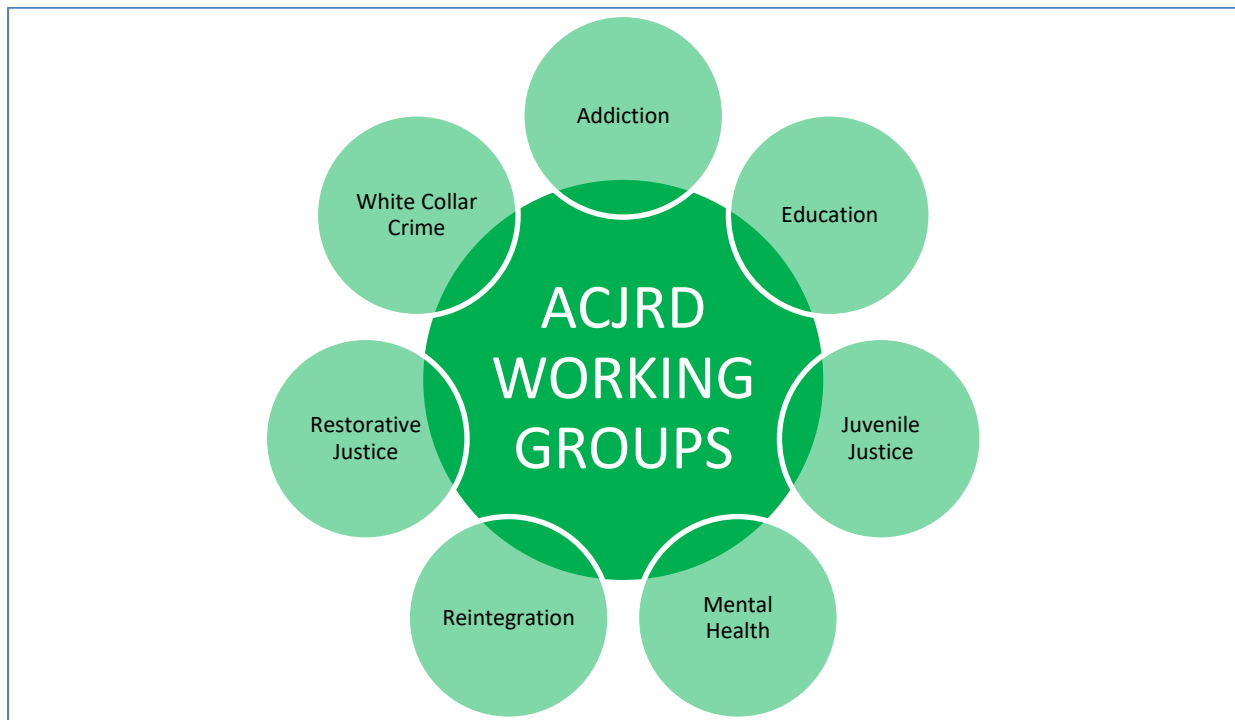 Addiction
White Collar
Crime
Education
ACJRD
WORKING
GROUPS
Restorative
Justice
Juvenile
Justice
Reintegration
Mental
Health